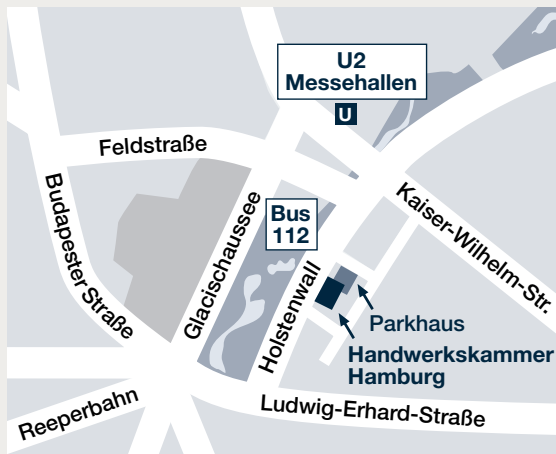 U2
Messehallen
U
Feldstraße
Budapester Straße
Glacischaussee
Bus
112
Holstenwall
Kaiser-Wilhelm-Str.
Parkhaus
Handwerkskammer
Hamburg
Ludwig-Erhard-Straße
Reeperbahn